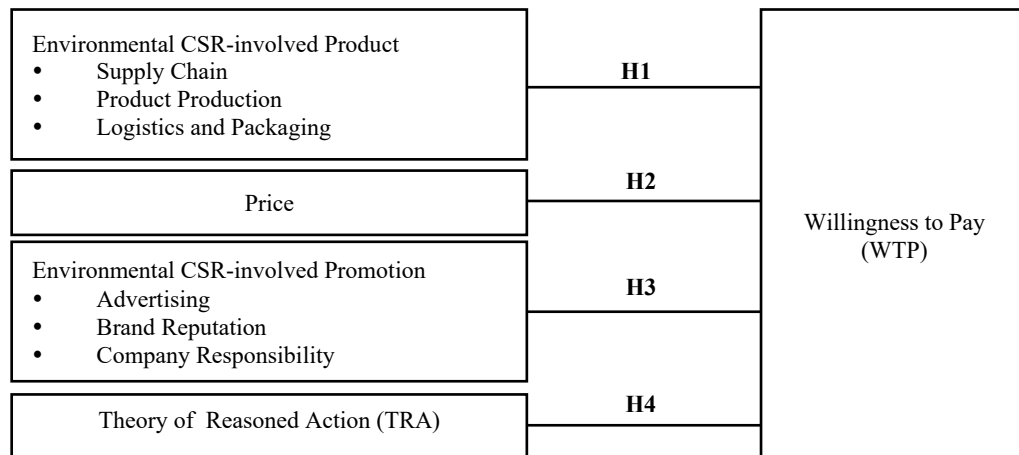 Environmental CSR-involved Product
• Supply Chain
• Product Production
• Logistics and Packaging
H1
Price
H2
Environmental CSR-involved Promotion
• Advertising
• Brand Reputation
• Company Responsibility
H3
Theory of Reasoned Action (TRA)
H4
Willingness to Pay
(WTP)